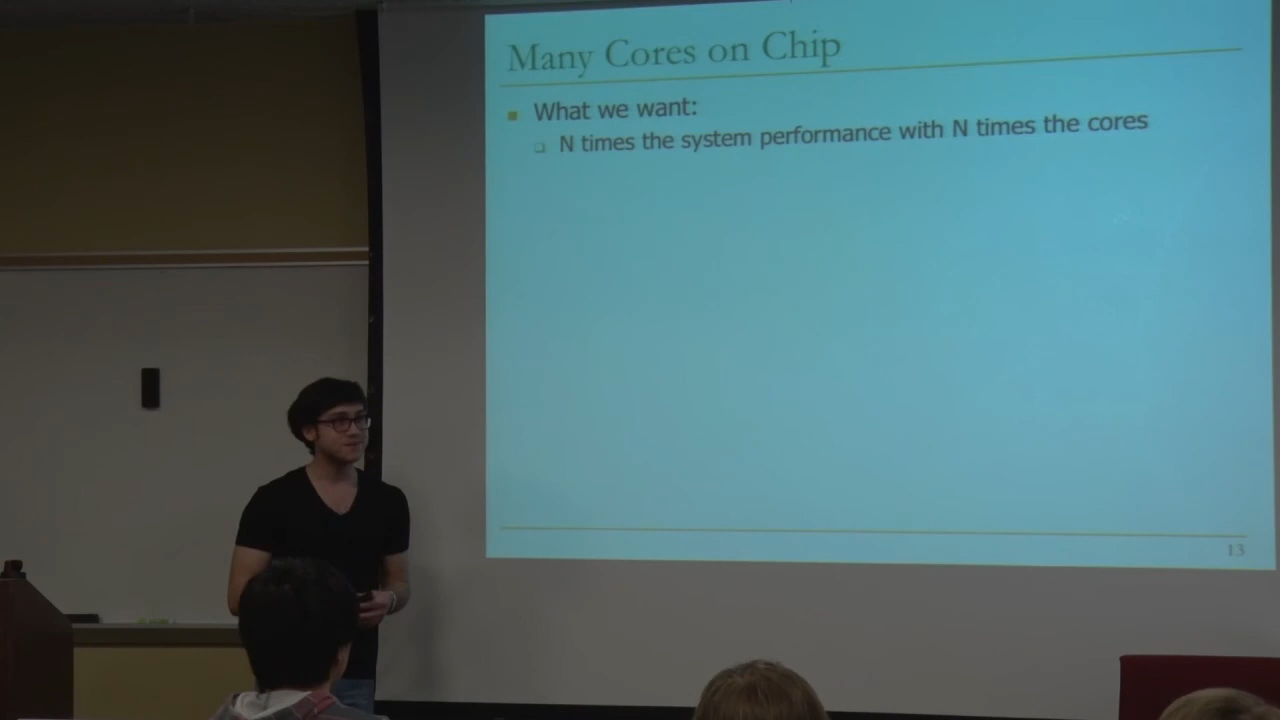 Many Cores on Chip
What we want:
N times the system performance with N times the cores
13